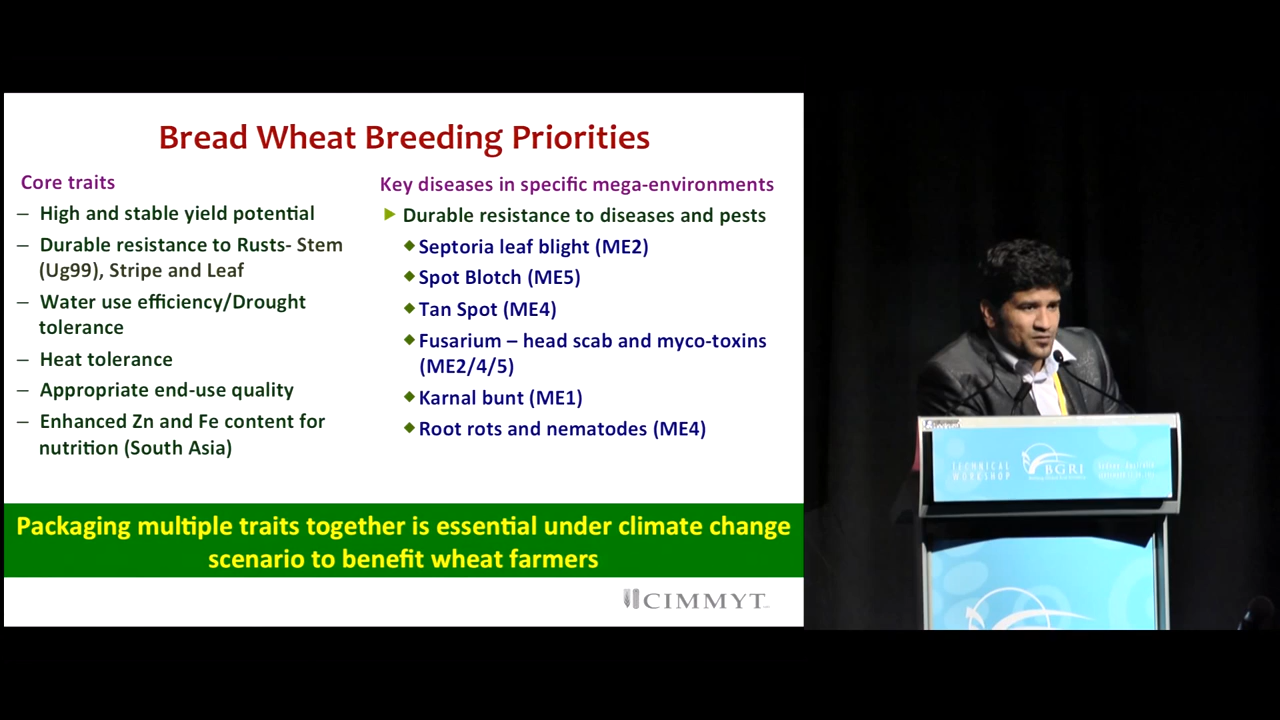 Bread Wheat Breeding Priorities
Core traits
– High and stable yield potential
– Durable resistance to Rusts- Stem
(Ug99), Stripe and Leaf
– Water use efficiency/Drought
tolerance
– Heat tolerance
– Appropriate end-use quality
– Enhanced Zn and Fe content for
nutrition (South Asia)
Key diseases in specific mega-environments
Durable resistance to diseases and pests
Septoria leaf blight (ME2)
Spot Blotch (ME5)
Tan Spot (ME4)
Fusarium – head scab and myco-toxins
(ME2/4/5)
Karnal bunt (ME1)
Root rots and nematodes (ME4)
Packaging multiple traits together is essential under climate change
scenario to benefit wheat farmers
CIMMYT
TECHNICAL
WORKSHOP
BGRI